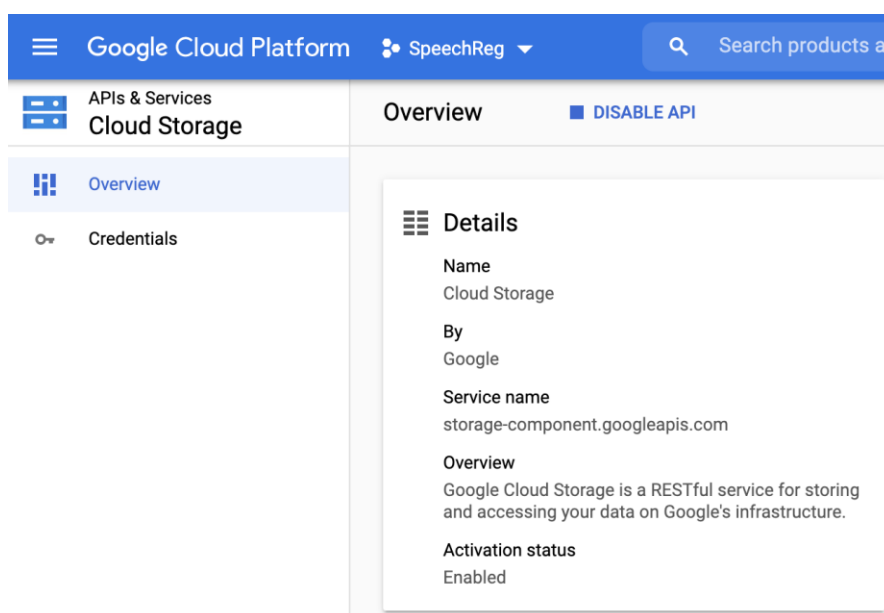 Google Cloud Platform
SpeechReg
Search products a
APIs & Services
Cloud Storage
Overview
DISABLE API
Overview
Credentials
Details
Name
Cloud Storage
By
Google
Service name
storage-component.googleapis.com
Overview
Google Cloud Storage is a RESTful service for storing
and accessing your data on Google's infrastructure.
Activation status
Enabled